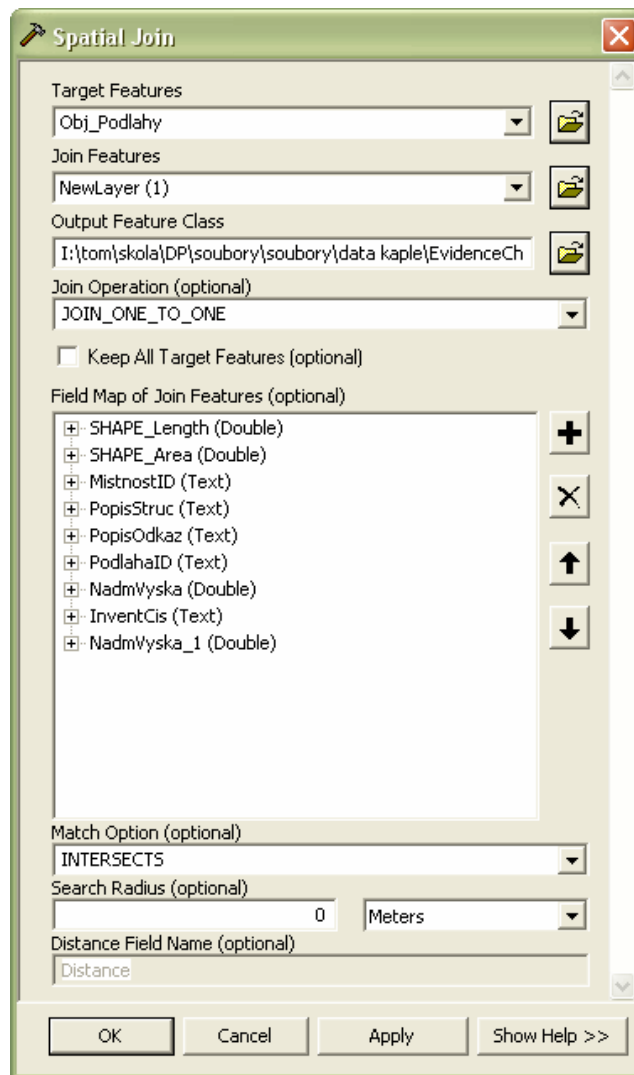 Spatial Join
Target Features
Obj_Podlahy
Join Features
NewLayer (1)
Output Feature Class
I:\tom\skola\DP\soubory\soubory\data kaple\EvidenceCh
Join Operation (optional)
JOIN_ONE_TO_ONE
Keep All Target Features (optional)
Field Map of Join Features (optional)
SHAPE_Length (Double)
SHAPE_Area (Double)
MistnostID (Text)
PopisStruc (Text)
PopisOdkaz (Text)
PodlahaID (Text)
NadmVyska (Double)
InventCis (Text)
NadmVyska_1 (Double)
Match Option (optional)
INTERSECTS
Search Radius (optional)
0 Meters
Distance Field Name (optional)
Distance
OK Cancel Apply Show Help >>